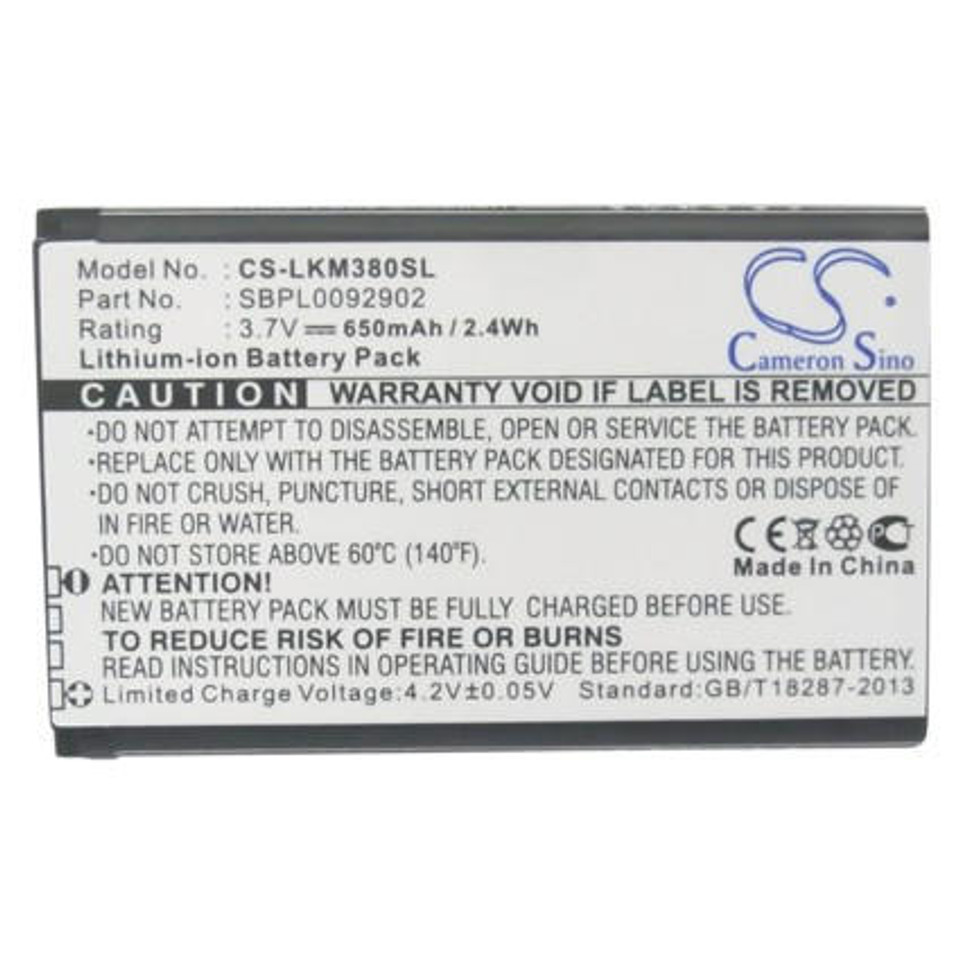 Model No. : CS-LKM380SL
Part No. : SBPL0092902
Rating : 3.7V 650mAh / 2.4Wh
Lithium-ion Battery Pack
CS
Cameron Sino
CAUTION WARRANTY VOID IF LABEL IS REMOVED
·DO NOT ATTEMPT TO DISASSEMBLE, OPEN OR SERVICE THE BATTERY PACK.
·REPLACE ONLY WITH THE BATTERY PACK DESIGNATED FOR THIS PRODUCT.
·DO NOT CRUSH, PUNCTURE, SHORT EXTERNAL CONTACTS OR DISPOSE OF
IN FIRE OR WATER.
·DO NOT STORE ABOVE 60°C (140°F).
CE PCT
Made In China
ATTENTION!
NEW BATTERY PACK MUST BE FULLY CHARGED BEFORE USE.
TO REDUCE RISK OF FIRE OR BURNS
READ INSTRUCTIONS IN OPERATING GUIDE BEFORE USING THE BATTERY.
Limited Charge Voltage:4.2V±0.05V Standard:GB/T18287-2013